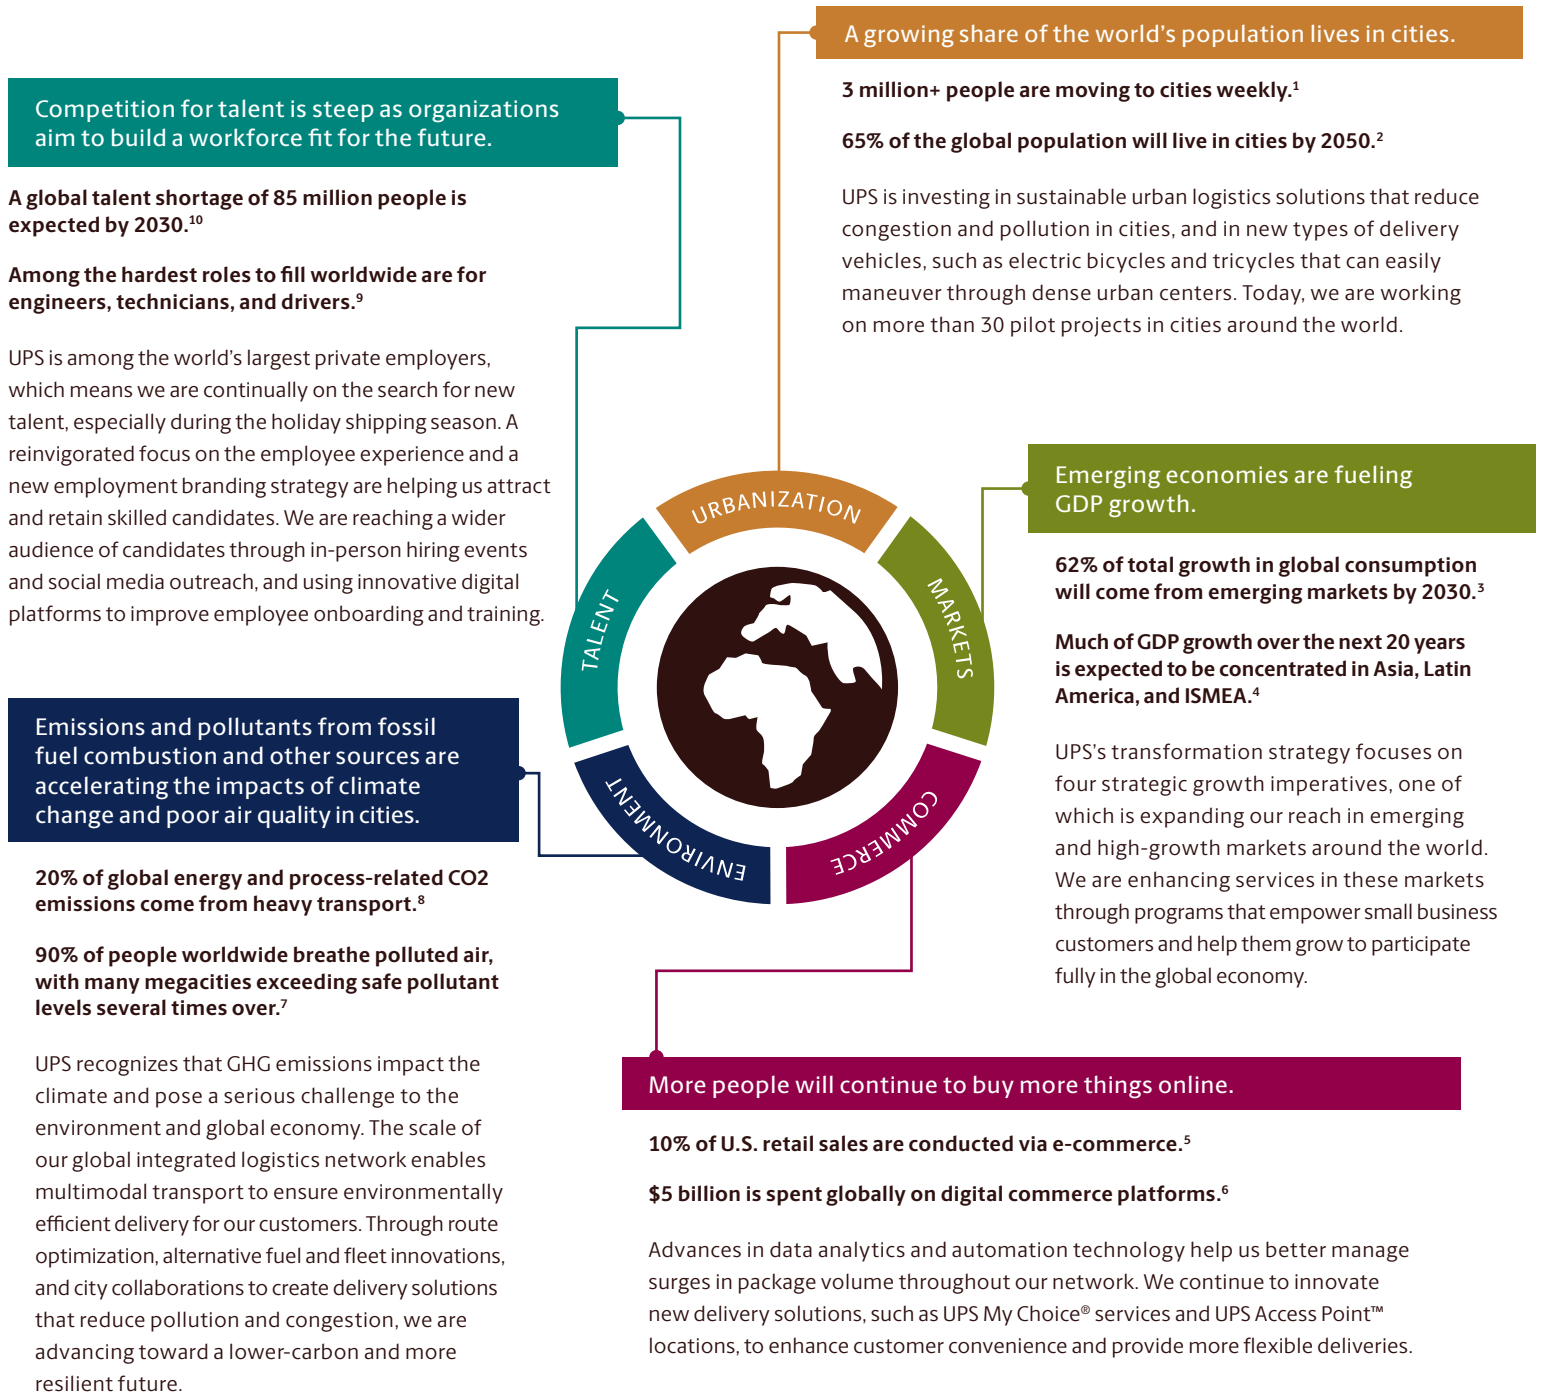 A growing share of the world's population lives in cities.
3 million+ people are moving to cities weekly.1
65% of the global population will live in cities by 2050.2
UPS is investing in sustainable urban logistics solutions that reduce
congestion and pollution in cities, and in new types of delivery
vehicles, such as electric bicycles and tricycles that can easily
maneuver through dense urban centers. Today, we are working
on more than 30 pilot projects in cities around the world.
Competition for talent is steep as organizations
aim to build a workforce fit for the future.
A global talent shortage of 85 million people is
expected by 2030.10
Among the hardest roles to fill worldwide are for
engineers, technicians, and drivers.9
UPS is among the world's largest private employers,
which means we are continually on the search for new
talent, especially during the holiday shipping season. A
reinvigorated focus on the employee experience and a
new employment branding strategy are helping us attract
and retain skilled candidates. We are reaching a wider
audience of candidates through in-person hiring events
and social media outreach, and using innovative digital
platforms to improve employee onboarding and training.
URBANIZATION
MARKETS
COMMERCE
ENVIRONMENT
TALENT
Emerging economies are fueling
GDP growth.
62% of total growth in global consumption
will come from emerging markets by 2030.3
Much of GDP growth over the next 20 years
is expected to be concentrated in Asia, Latin
America, and ISMEA.4
UPS's transformation strategy focuses on
four strategic growth imperatives, one of
which is expanding our reach in emerging
and high-growth markets around the world.
We are enhancing services in these markets
through programs that empower small business
customers and help them grow to participate
fully in the global economy.
Emissions and pollutants from fossil
fuel combustion and other sources are
accelerating the impacts of climate
change and poor air quality in cities.
20% of global energy and process-related CO2
emissions come from heavy transport.8
90% of people worldwide breathe polluted air,
with many megacities exceeding safe pollutant
levels several times over.7
UPS recognizes that GHG emissions impact the
climate and pose a serious challenge to the
environment and global economy. The scale of
our global integrated logistics network enables
multimodal transport to ensure environmentally
efficient delivery for our customers. Through route
optimization, alternative fuel and fleet innovations,
and city collaborations to create delivery solutions
that reduce pollution and congestion, we are
advancing toward a lower-carbon and more
resilient future.
More people will continue to buy more things online.
10% of U.S. retail sales are conducted via e-commerce.5
$5 billion is spent globally on digital commerce platforms.6
Advances in data analytics and automation technology help us better manage
surges in package volume throughout our network. We continue to innovate
new delivery solutions, such as UPS My Choice® services and UPS Access Point™
locations, to enhance customer convenience and provide more flexible deliveries.